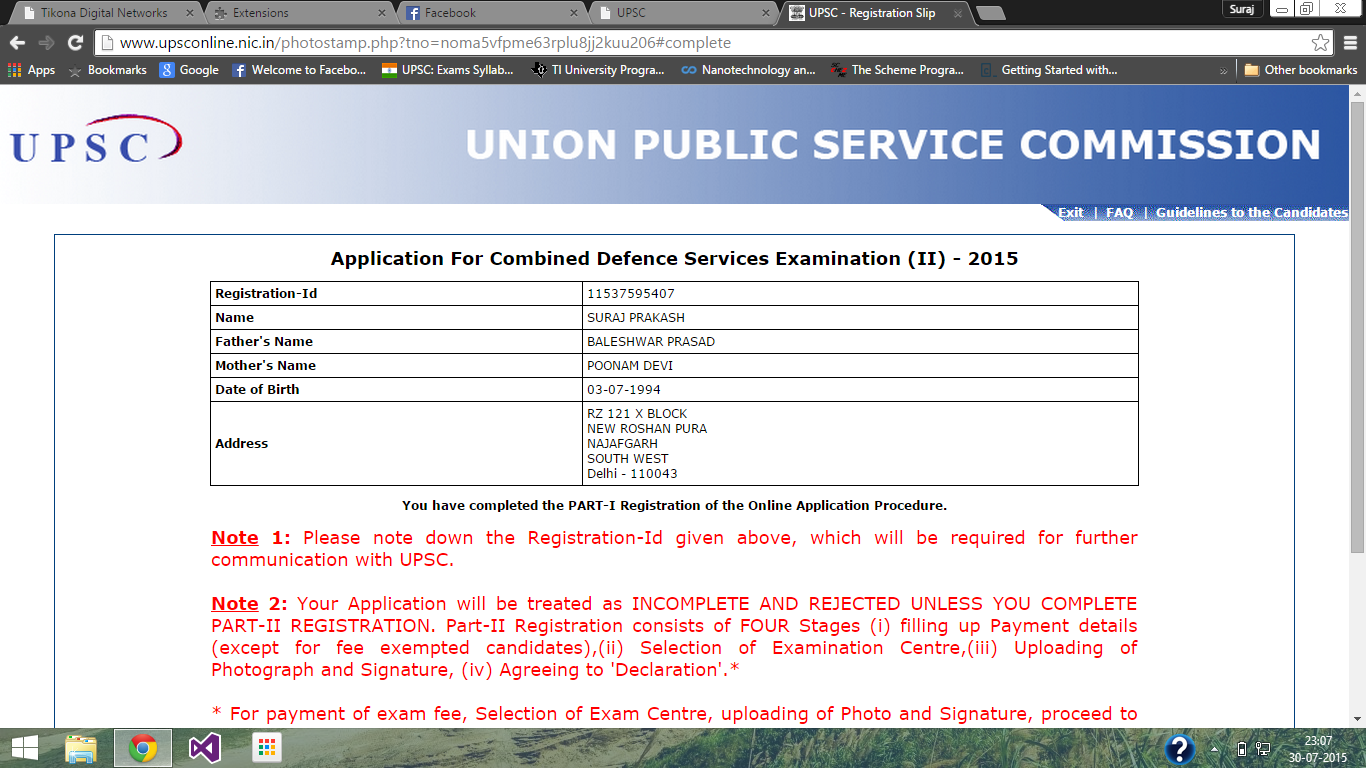 Tikona Digital Networks
Extensions
Facebook
UPSC
UPSC - Registration Slip
Suraj
www.upsconline.nic.in/photostamp.php?tno=noma5vfpme63rplu8jj2kuu206#complete
Apps
Bookmarks
Google
Welcome to Facebo...
UPSC: Exams Syllab...
TI University Progra...
Nanotechnology an...
The Scheme Progra...
Getting Started with...
»
Other bookmarks
UPSC
UNION PUBLIC SERVICE COMMISSION
Exit | FAQ | Guidelines to the Candidates
Application For Combined Defence Services Examination (II) - 2015
Registration-Id 11537595407
Name SURAJ PRAKASH
Father's Name BALESHWAR PRASAD
Mother's Name POONAM DEVI
Date of Birth 03-07-1994
Address
RZ 121 X BLOCK
NEW ROSHAN PURA
NAJAFGARH
SOUTH WEST
Delhi - 110043
You have completed the PART-I Registration of the Online Application Procedure.
Note 1: Please note down the Registration-Id given above, which will be required for further
communication with UPSC.
Note 2: Your Application will be treated as INCOMPLETE AND REJECTED UNLESS YOU COMPLETE
PART-II REGISTRATION. Part-II Registration consists of FOUR Stages (i) filling up Payment details
(except for fee exempted candidates),(ii) Selection of Examination Centre,(iii) Uploading of
Photograph and Signature, (iv) Agreeing to 'Declaration'.*
* For payment of exam fee, Selection of Exam Centre, uploading of Photo and Signature, proceed to
23:07
30-07-2015